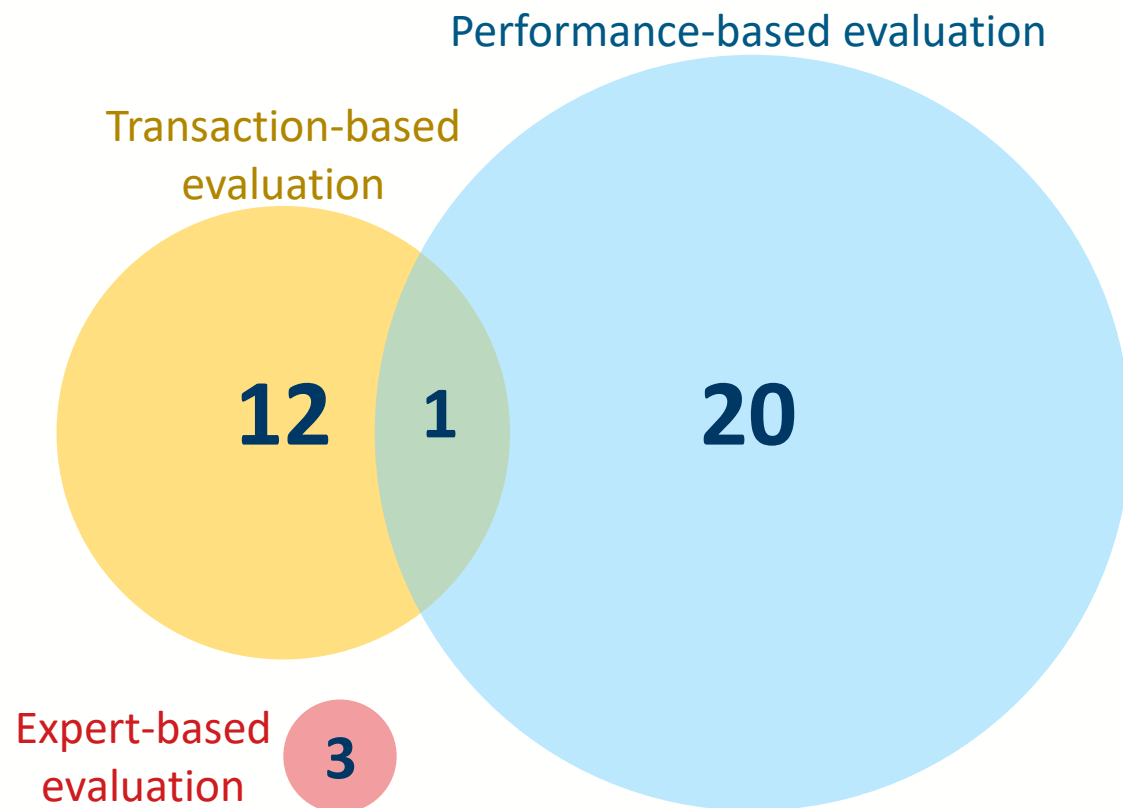 Performance-based evaluation
Transaction-based
evaluation
12
1
20
Expert-based
evaluation
3